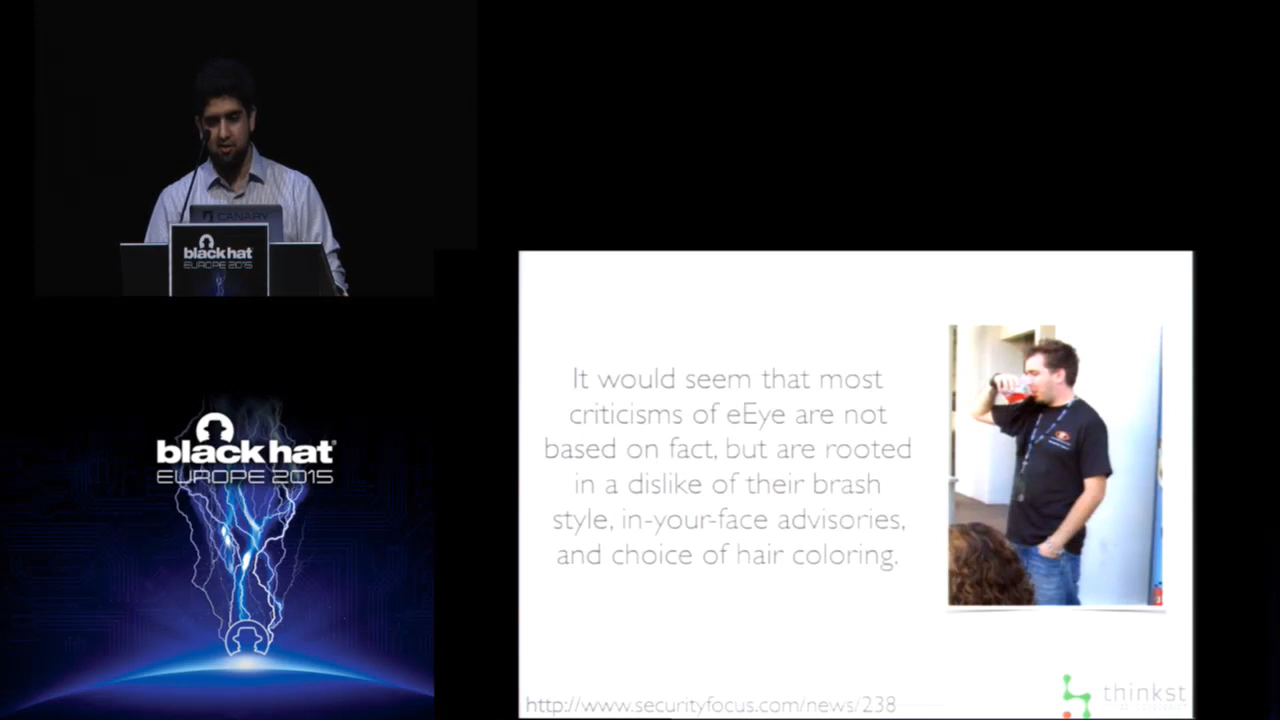 CANARY
black hat
EUROPE 2015
black hat
EUROPE 2015
It would seem that most
criticisms of eEye are not
based on fact, but are rooted
in a dislike of their brash
style, in-your-face advisories,
and choice of hair coloring.
http://www.securityfocus.com/news/238
thinkst